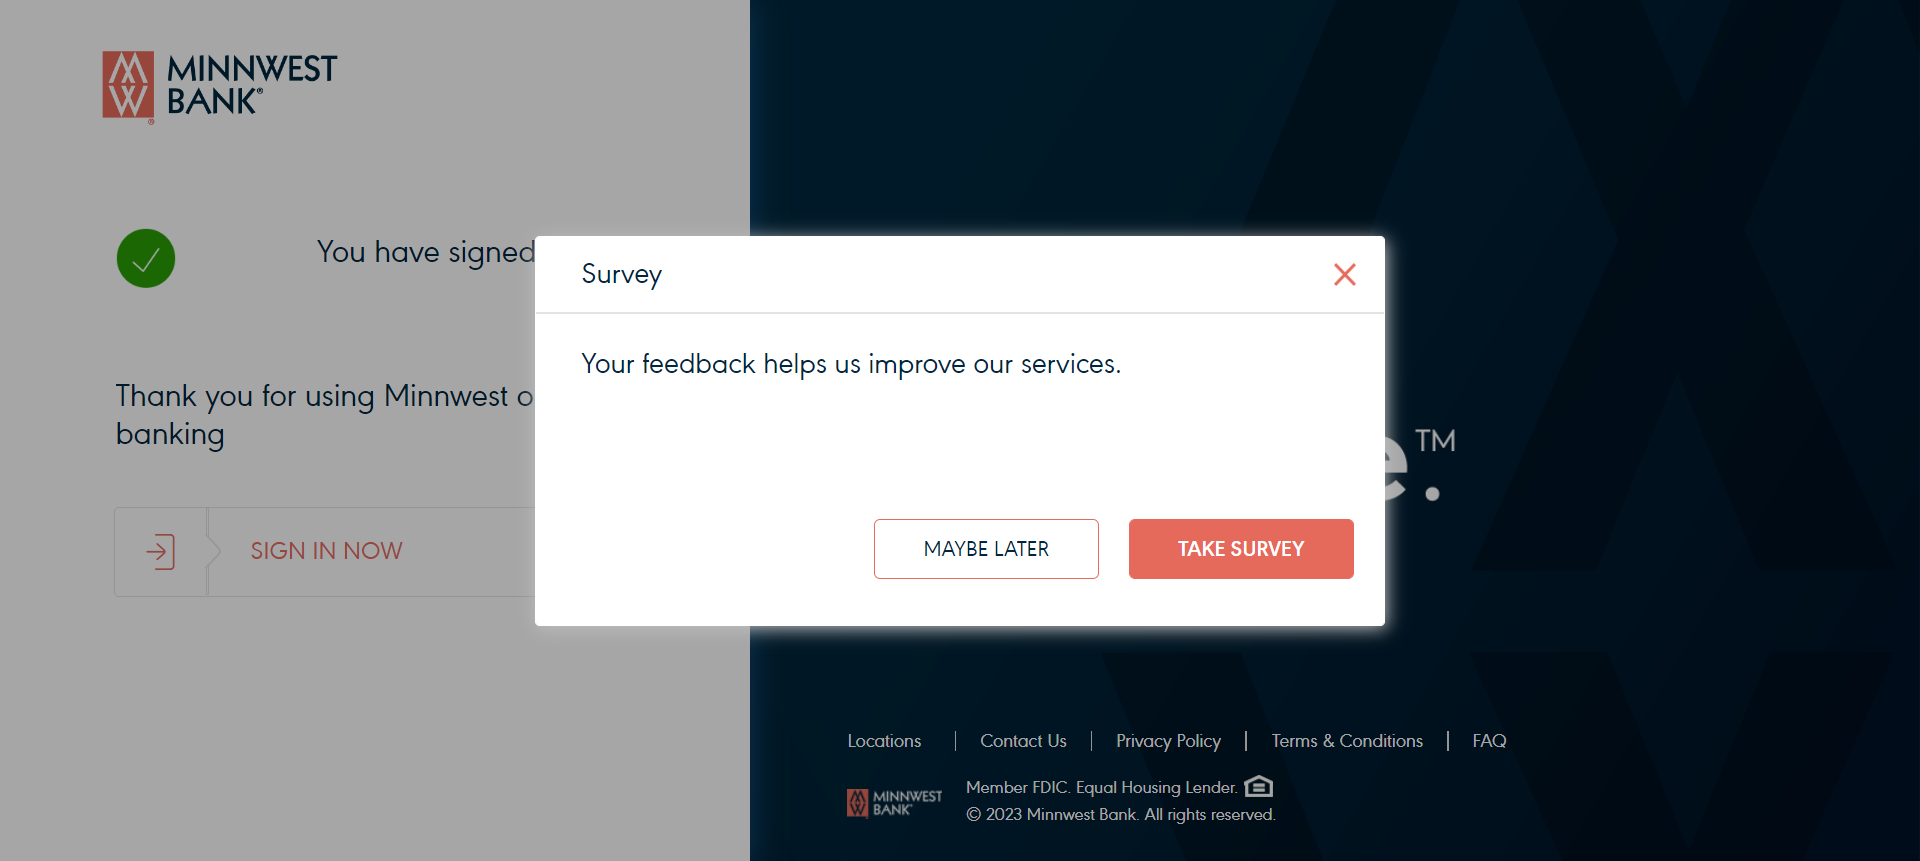 MINNWEST
BANK®
You have signed
Thank you for using Minnwest
banking
SIGN IN NOW
Survey
Your feedback helps us improve our services.
MAYBE LATER
TAKE SURVEY
e.™
Locations | Contact Us | Privacy Policy | Terms & Conditions | FAQ
MINNWEST
BANK
Member FDIC. Equal Housing Lender.
© 2023 Minnwest Bank. All rights reserved.